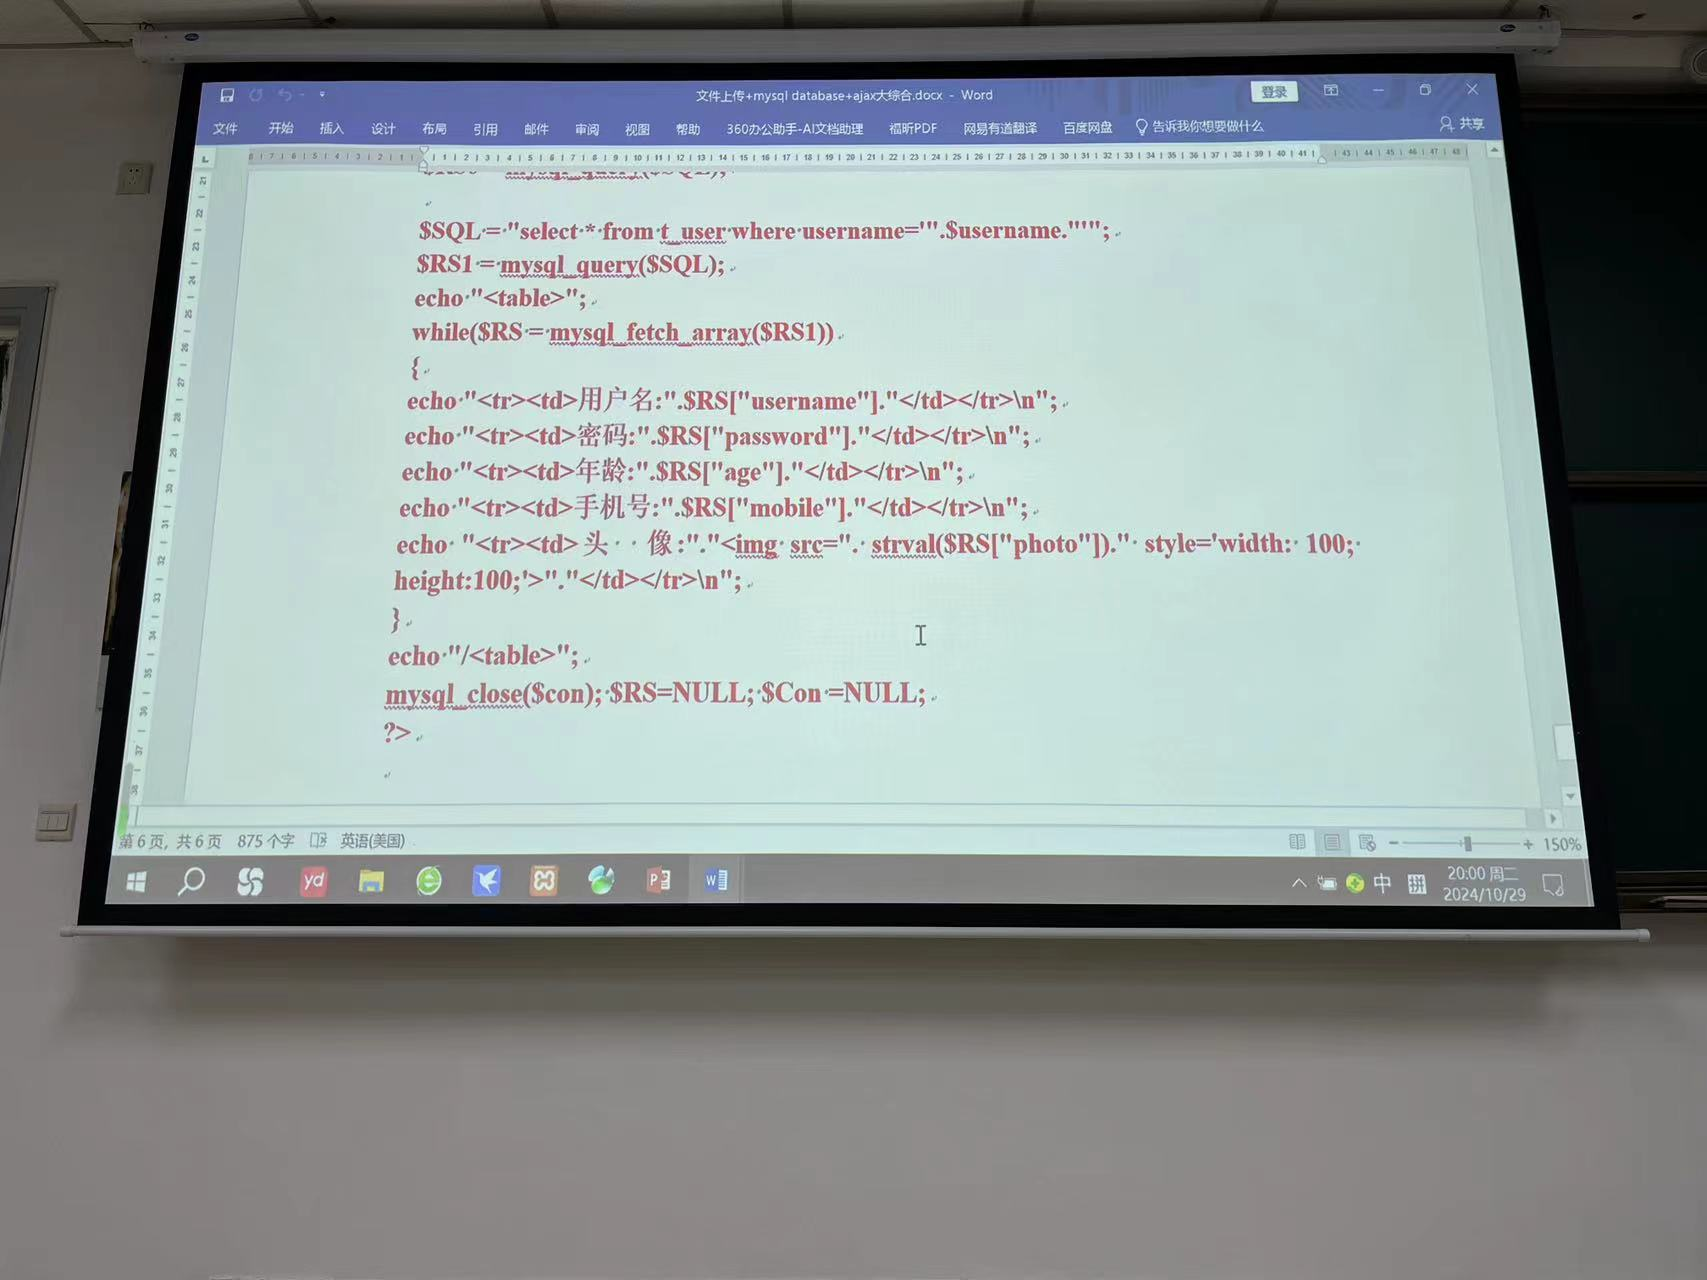 文件上传+mysql database+ajax大综合.docx - Word
登录
文件 开始 插入 设计 布局 引用 邮件 审阅 视图 帮助 360办公助手-AI文档助理 福昕PDF 网易有道翻译 百度网盘 告诉我你想要做什么 共享
mysql_query($SQL);
$SQL = "select * from t_user where username='".$username."'";
$RS1 = mysql_query($SQL);
echo "<table>";
while($RS = mysql_fetch_array($RS1))
{
echo "<tr><td>用户名:".$RS["username"]."</td></tr>\n";
echo "<tr><td>密码:".$RS["password"]."</td></tr>\n";
echo "<tr><td>年龄:".$RS["age"]."</td></tr>\n";
echo "<tr><td>手机号:".$RS["mobile"]."</td></tr>\n";
echo "<tr><td>头 像:"."<img src=". strval($RS["photo"])." style='width: 100;
height:100;'>"."</td></tr>\n";
}
echo "/<table>";
mysql_close($con); $RS=NULL; $Con =NULL;
?>
第 6 页, 共 6 页 875 个字 英语(美国) 150%
yd 中 拼 20:00 周二
2024/10/29